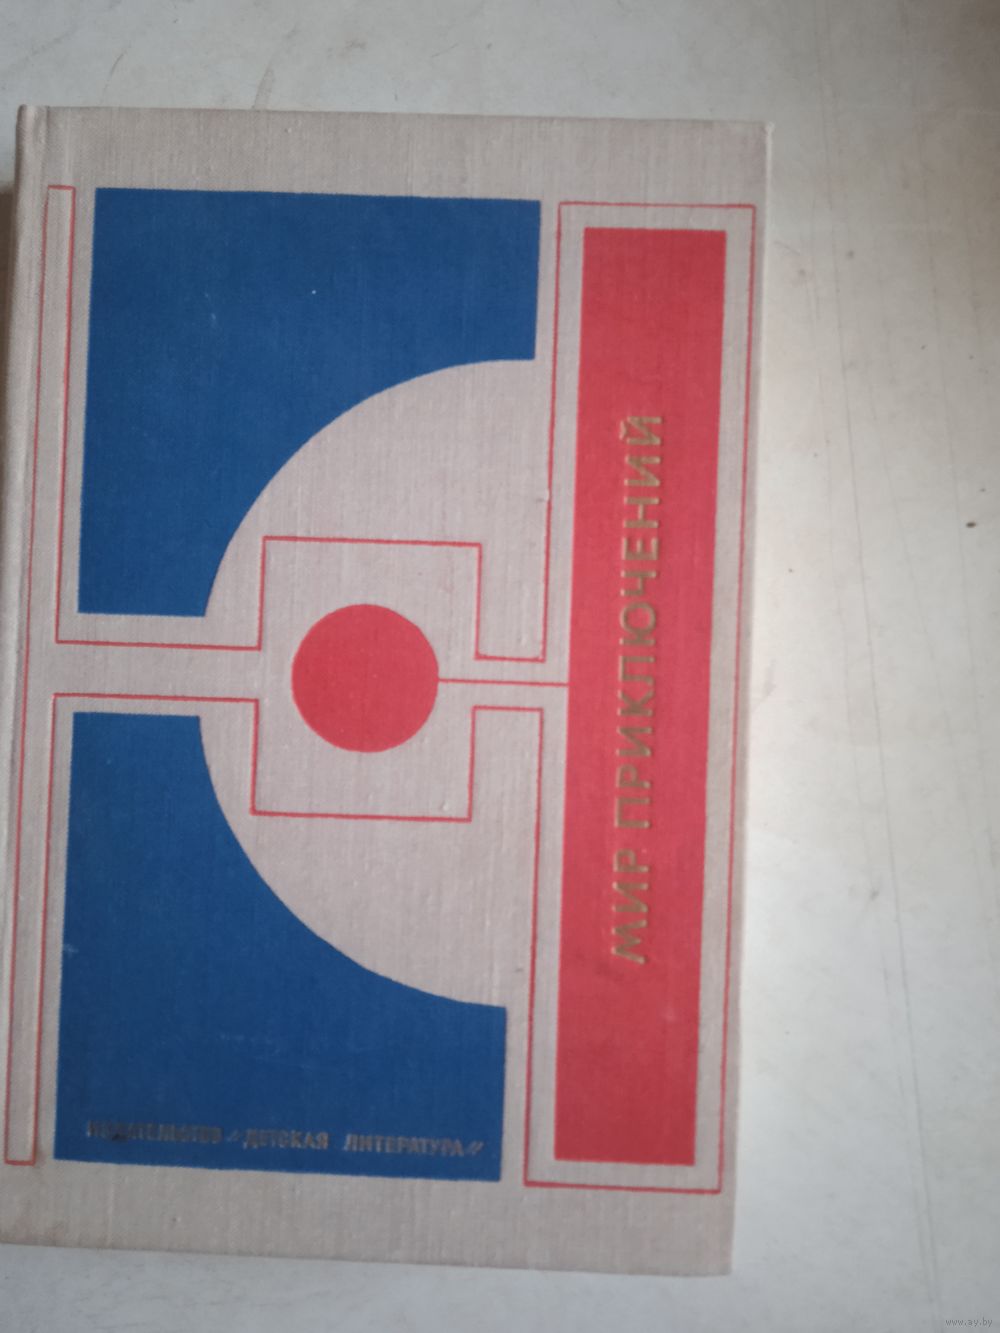 МИР ПРИКЛЮЧЕНИЙ
ИЗДАТЕЛЬСТВО "ДЕТСКАЯ ЛИТЕРАТУРА"
www.ay.by